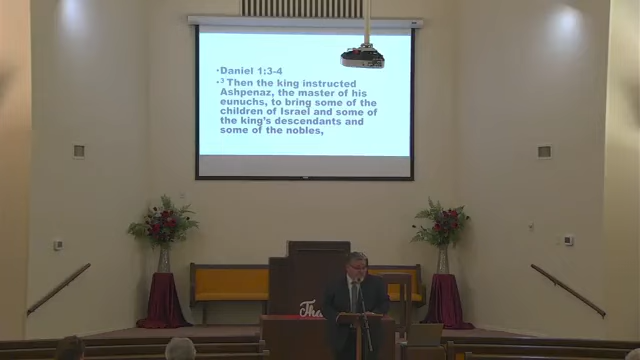 •Daniel 1:3-4
•3 Then the king instructed
Ashpenaz, the master of his
eunuchs, to bring some of the
children of Israel and some of
the king's descendants and
some of the nobles,
Tha